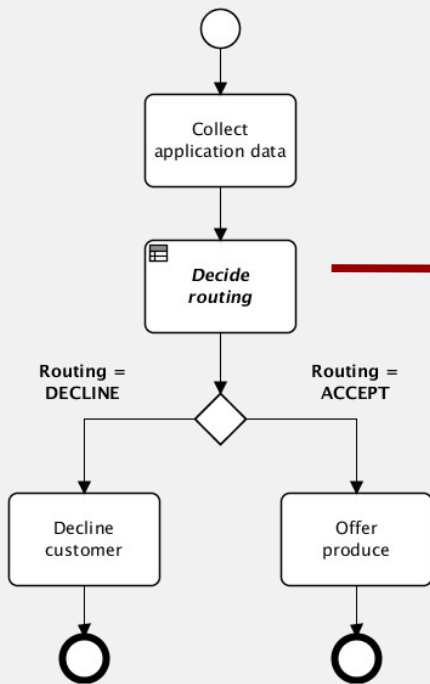 Collect
application data
Decide
routing
Routing =
DECLINE
Routing =
ACCEPT
Decline
customer
Offer
produce